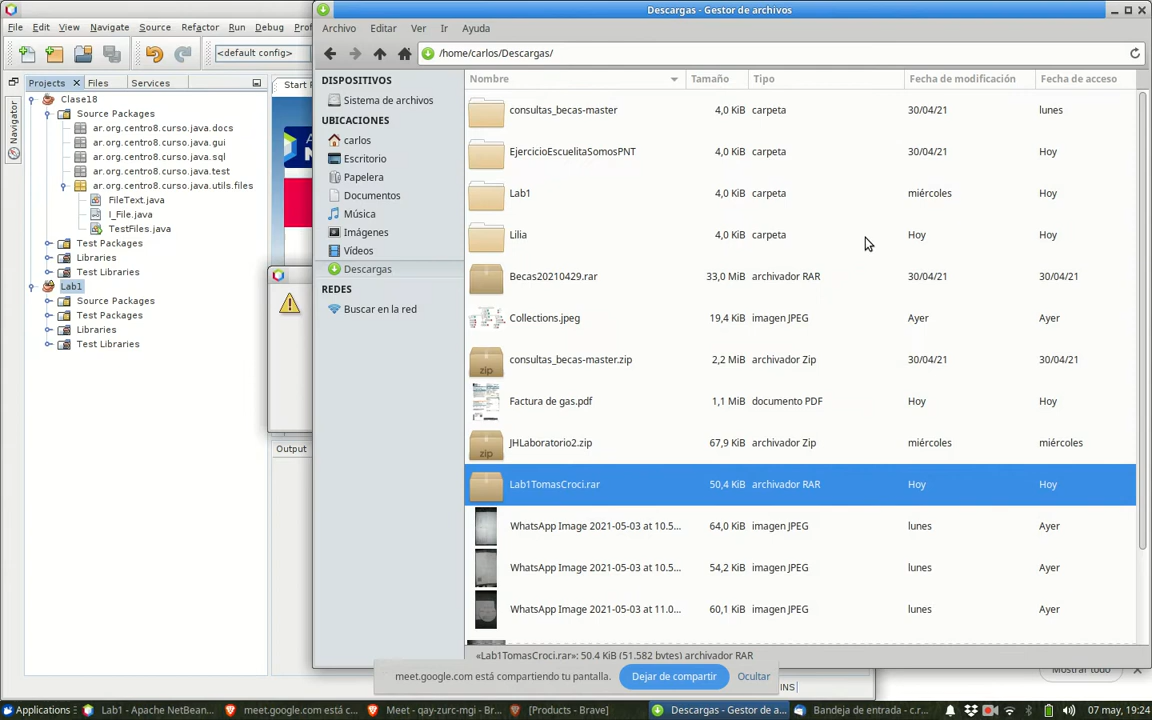 Descargas - Gestor de archivos
File Edit View Navigate Source Refactor Run Debug
<default config>
Projects Files Services
Navigator
Clase18
Source Packages
ar.org.centro8.curso.java.docs
ar.org.centro8.curso.java.gui
ar.org.centro8.curso.java.sql
ar.org.centro8.curso.java.test
ar.org.centro8.curso.java.utils.files
FileText.java
I_File.java
TestFiles.java
Test Packages
Libraries
Test Libraries
Lab1
Source Packages
Test Packages
Libraries
Test Libraries
Output
Archivo Editar Ver Ir Ayuda
/home/carlos/Descargas/
DISPOSITIVOS
Sistema de archivos
UBICACIONES
carlos
Escritorio
Papelera
Documentos
Música
Imágenes
Vídeos
Descargas
REDES
Buscar en la red
Nombre Tamaño Tipo Fecha de modificación Fecha de acceso
consultas_becas-master 4,0 KiB carpeta 30/04/21 lunes
EjercicioEscuelitaSomosPNT 4,0 KiB carpeta 30/04/21 Hoy
Lab1 4,0 KiB carpeta miércoles Hoy
Lilia 4,0 KiB carpeta Hoy Hoy
Becas20210429.rar 33,0 MiB archivador RAR 30/04/21 30/04/21
Collections.jpeg 19,4 KiB imagen JPEG Ayer Ayer
consultas_becas-master.zip 2,2 MiB archivador Zip 30/04/21 30/04/21
zip
Factura de gas.pdf 1,1 MiB documento PDF Hoy Hoy
JHLaboratorio2.zip 67,9 KiB archivador Zip miércoles miércoles
zip
Lab1TomasCroci.rar 50,4 KiB archivador RAR Hoy Hoy
WhatsApp Image 2021-05-03 at 10.5... 64,0 KiB imagen JPEG lunes Ayer
WhatsApp Image 2021-05-03 at 10.5... 54,2 KiB imagen JPEG lunes Ayer
WhatsApp Image 2021-05-03 at 11.0... 60,1 KiB imagen JPEG lunes Ayer
«Lab1TomasCroci.rar»: 50,4 KiB (51.582 bytes) archivador RAR
meet.google.com está compartiendo tu pantalla. Dejar de compartir Ocultar
INS
Mostrar todo
Applications Lab1 - Apache NetBean... meet.google.com está c... Meet - qay-zurc-mgi - Br... [Products - Brave] Descargas - Gestor de a... Bandeja de entrada - c.r... 07 may, 19:24